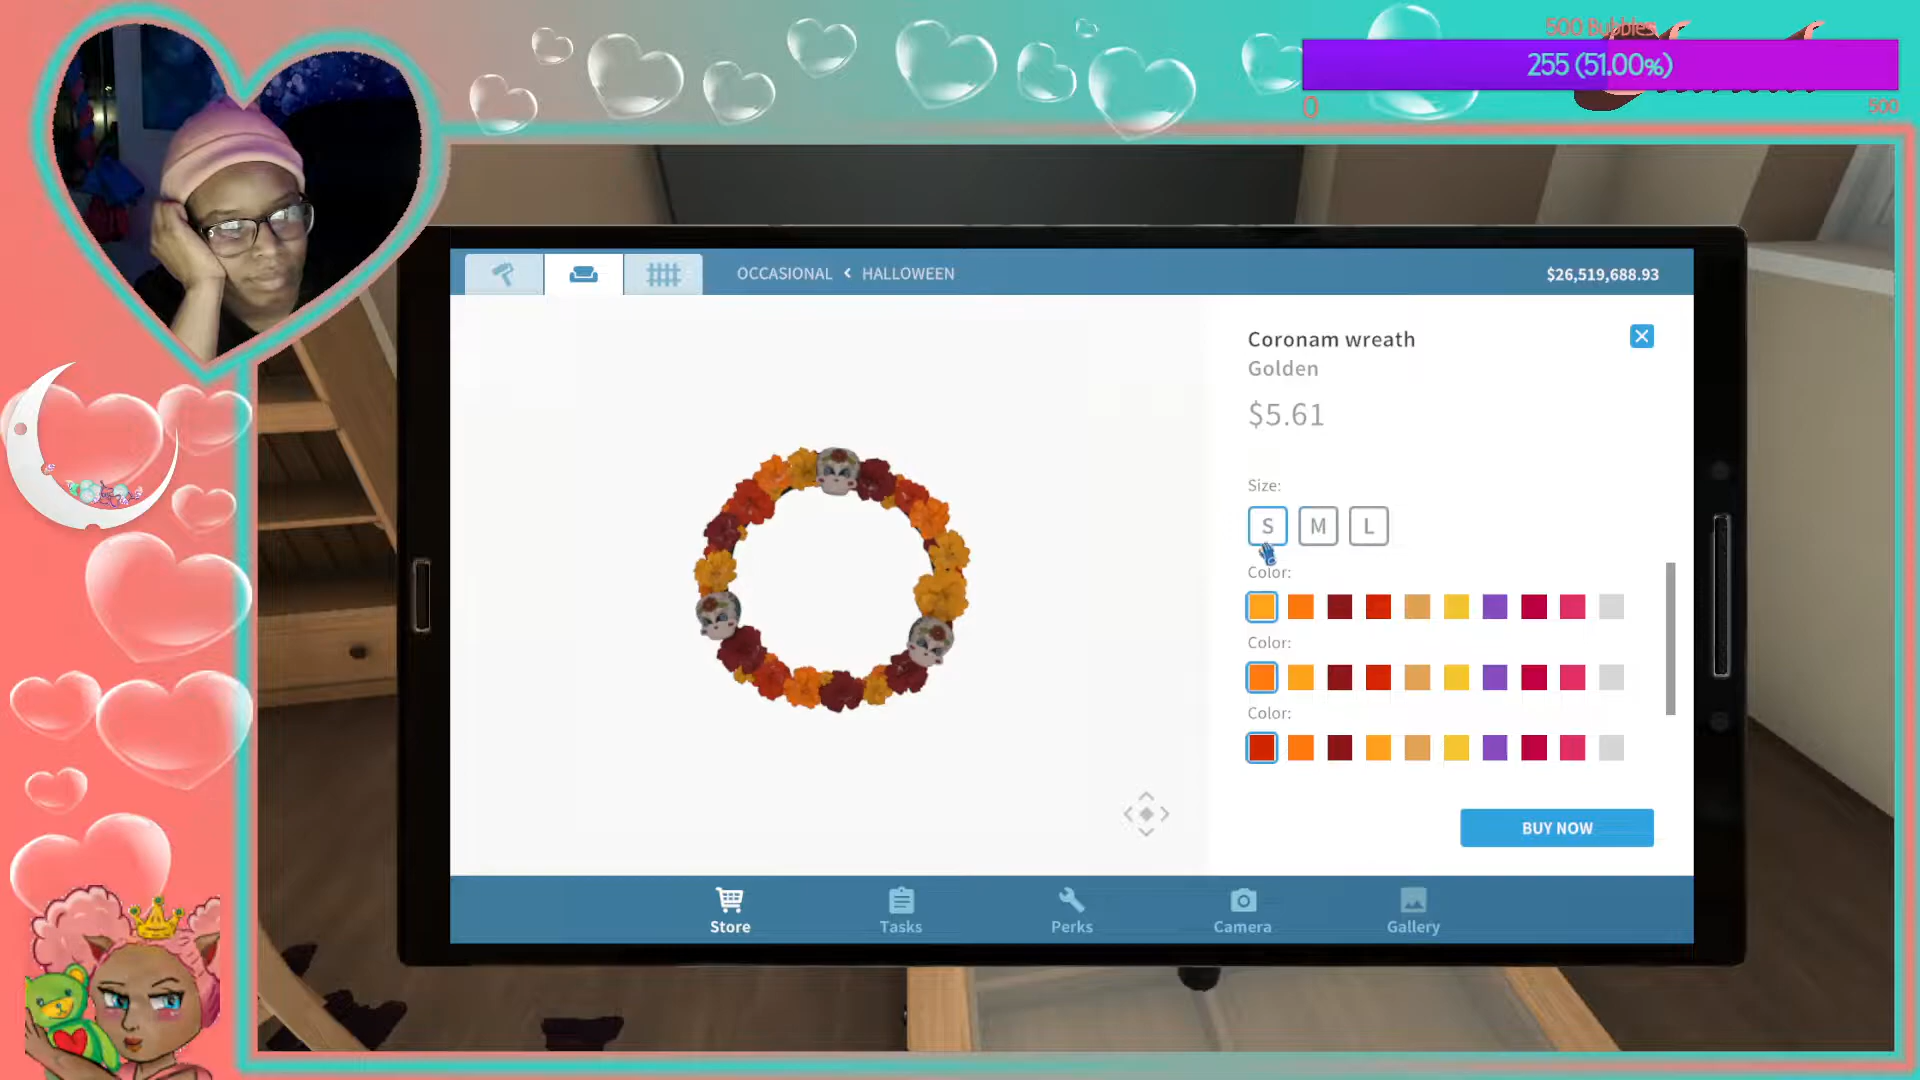 500 Bubbles
255 (51.00%)
0
500
OCCASIONAL < HALLOWEEN
$26,519,688.93
Coronam wreath
Golden
$5.61
Size:
S M L
Color:
Color:
Color:
BUY NOW
Store
Tasks
Perks
Camera
Gallery